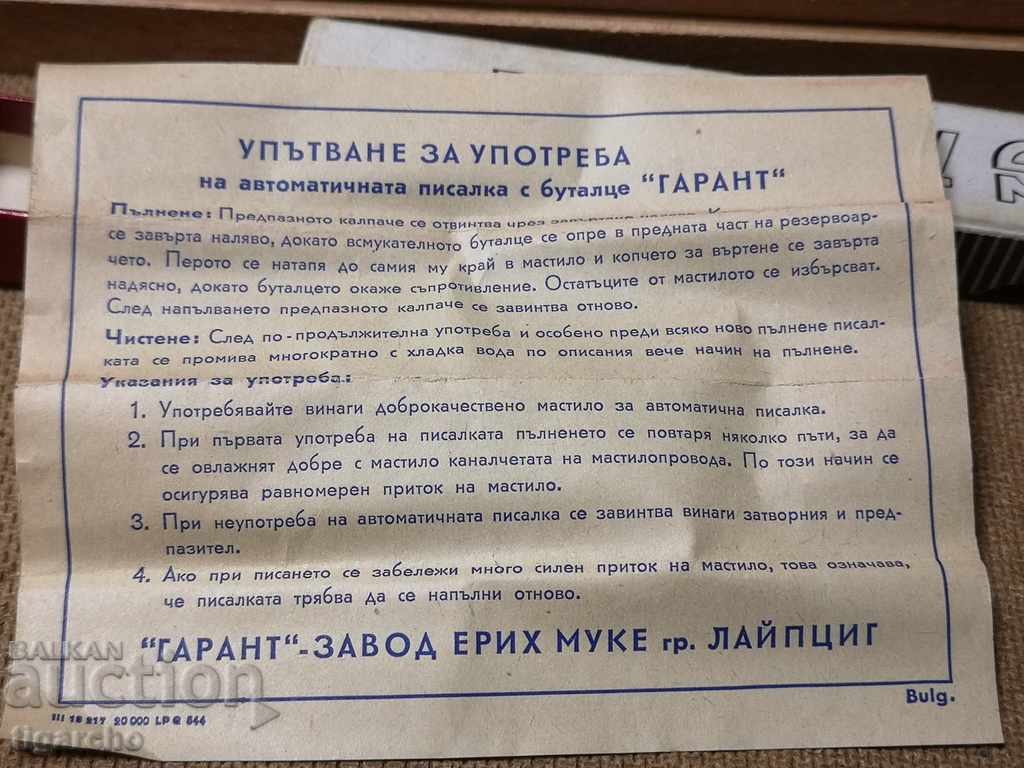 УПЪТВАНЕ ЗА УПОТРЕБА
на автоматичната писалка с буталце "ГАРАНТ"
Пълнене: Предпазното калпаче се отвинтва чрез
се завърта наляво, докато всмукателното буталце се опре в предната част на резервоар-
чето. Перото се натапя до самия му край в мастило и копчето за въртене се завърта
надясно, докато буталцето окаже съпротивление. Остатъците от мастилото се избърсват.
След напълването предпазното калпаче се завинтва отново.
Чистене: След по-продължителна употреба и особено преди всяко ново пълнене писал-
ката се промива многократно с хладка вода по описания вече начин на пълнене.
Указания за употреба:
1. Употребявайте винаги доброкачествено мастило за автоматична писалка.
2. При първата употреба на писалката пълненето се повтаря няколко пъти, за да
се овлажнят добре с мастило каналчетата на мастилопровода. По този начин се
осигурява равномерен приток на мастило.
3. При неупотреба на автоматичната писалка се завинтва винаги затворния и пред-
пазител.
4. Ако при писането се забележи много силен приток на мастило, това означава,
че писалката трябва да се напълни отново.
"ГАРАНТ"-ЗАВОД ЕРИХ МУКЕ гр. ЛАЙПЦИГ
Bulg.
III 18 217 20 000 LP G 544
BALKAN
auction
tigarcho